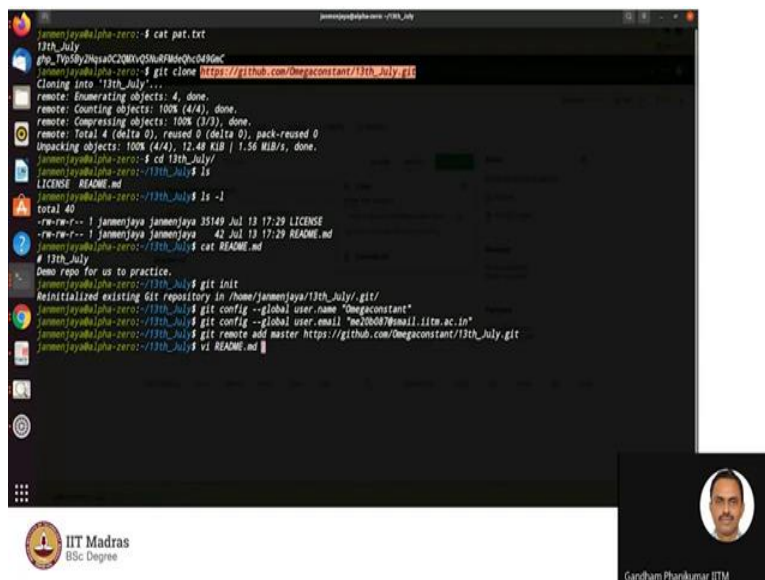 janmenjaya@alpha-zero: ~/13th_July
janmenjaya@alpha-zero:~$ cat pat.txt
13th_July
janmenjaya@alpha-zero:~$ git clone https://github.com/Omegaconstant/13th_July.git
Cloning into '13th_July'...
remote: Enumerating objects: 4, done.
remote: Counting objects: 100% (4/4), done.
remote: Compressing objects: 100% (3/3), done.
remote: Total 4 (delta 0), reused 0 (delta 0), pack-reused 0
Unpacking objects: 100% (4/4), 12.48 KiB | 1.56 MiB/s, done.
janmenjaya@alpha-zero:~$ cd 13th_July/
janmenjaya@alpha-zero:~/13th_July$ ls
LICENSE README.md
janmenjaya@alpha-zero:~/13th_July$ ls -l
total 40
-rw-rw-r-- 1 janmenjaya janmenjaya 35149 Jul 13 17:29 LICENSE
-rw-rw-r-- 1 janmenjaya janmenjaya 42 Jul 13 17:29 README.md
janmenjaya@alpha-zero:~/13th_July$ cat README.md
# 13th_July
Demo repo for us to practice.
janmenjaya@alpha-zero:~/13th_July$ git init
Reinitialized existing Git repository in /home/janmenjaya/13th_July/.git/
janmenjaya@alpha-zero:~/13th_July$ git config --global user.name "Omegaconstant"
janmenjaya@alpha-zero:~/13th_July$ git config --global user.email "me20b087@smail.iitm.ac.in"
janmenjaya@alpha-zero:~/13th_July$ git remote add master https://github.com/Omegaconstant/13th_July.git
janmenjaya@alpha-zero:~/13th_July$ vi README.md
IIT Madras
BSc Degree
Gandham Phanikumar IITM